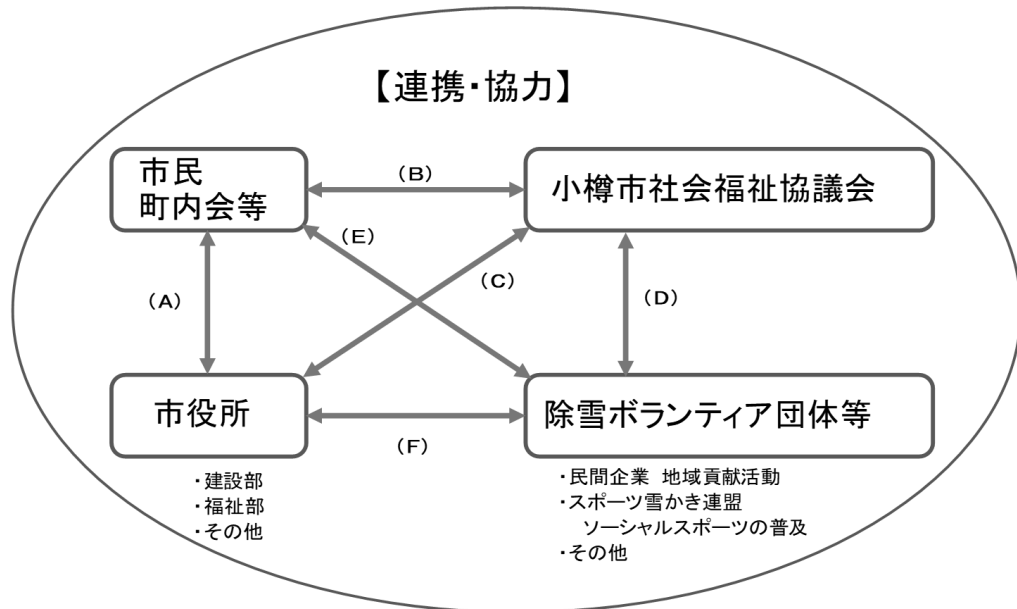 【連携・協力】
市民
町内会等
(B)
小樽市社会福祉協議会
(E)
(C)
(A)
(D)
市役所
除雪ボランティア団体等
(F)
・建設部
・福祉部
・その他
・民間企業 地域貢献活動
・スポーツ雪かき連盟
ソーシャルスポーツの普及
・その他